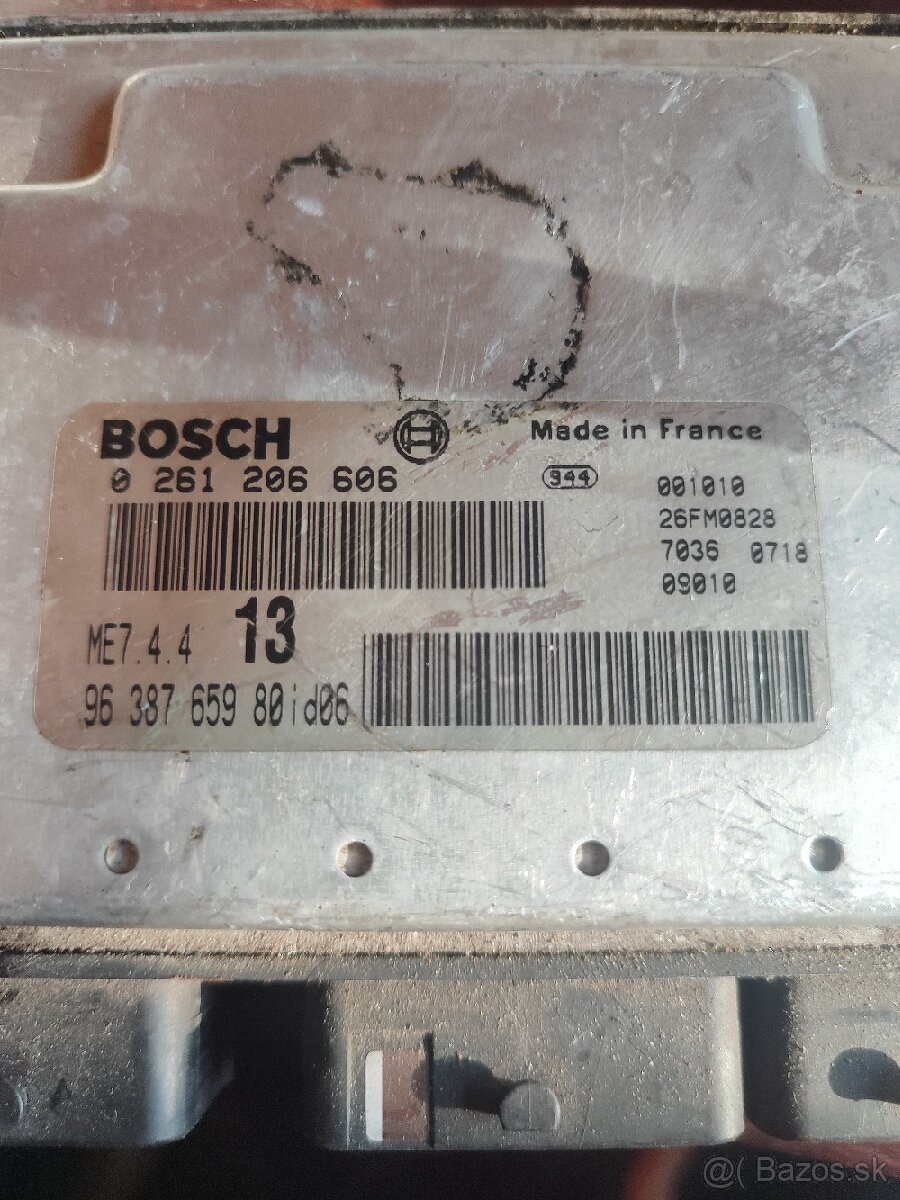 BOSCH
Made in France
0 261 206 606
944
001010
26FM0828
7036 0718
09010
ME7.4.4 13
96 387 659 80id06
@( Bazos.sk